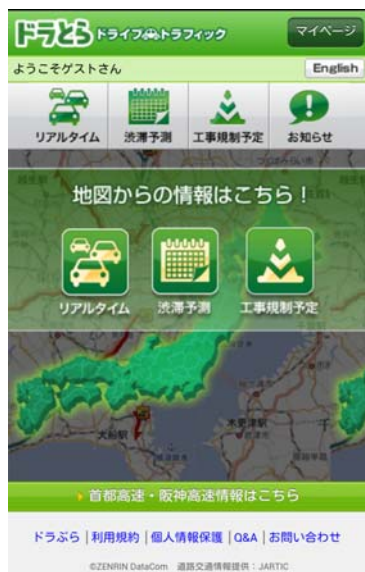 ドラとら ドライブトラフィック マイページ
ようこそゲストさん English
リアルタイム 渋滞予測 工事規制予定 お知らせ
地図からの情報はこちら！
リアルタイム 渋滞予測 工事規制予定
木更津駅
大船駅
首都高速・阪神高速情報はこちら
ドラぷら | 利用規約 | 個人情報保護 | Q&A | お問い合わせ
©ZENRIN DataCom 道路交通情報提供：JARTIC